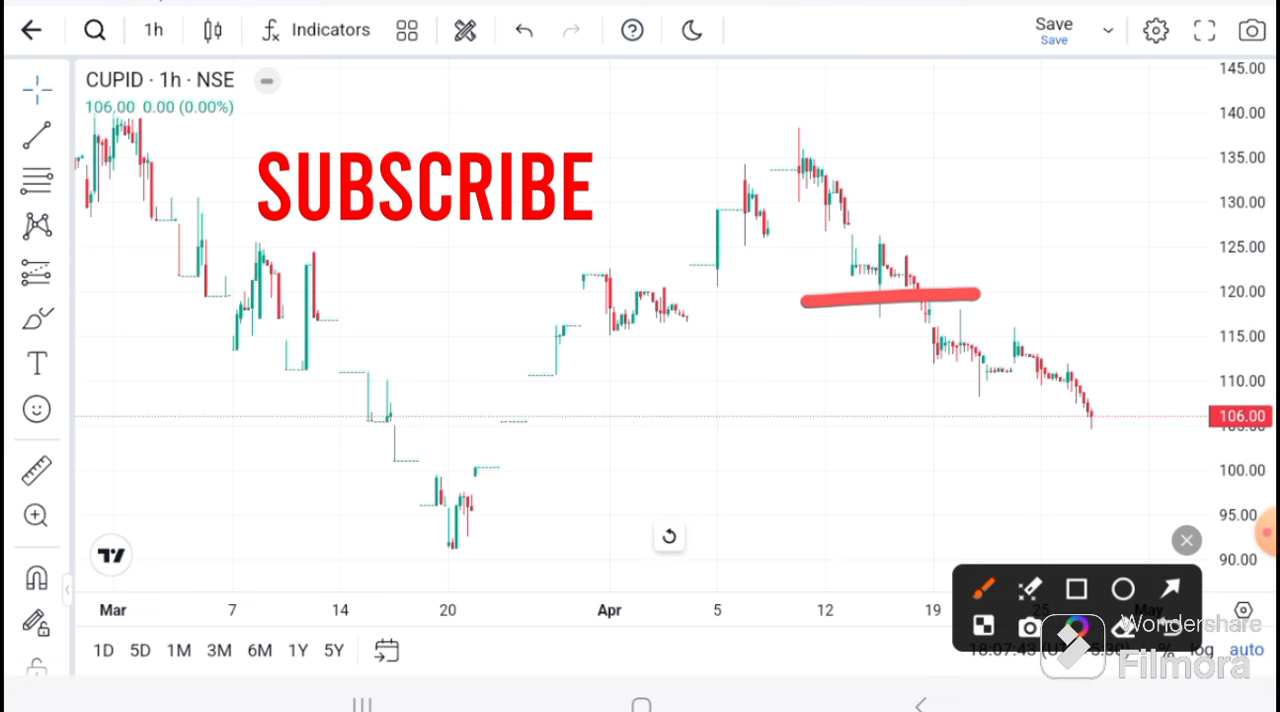 1h
Indicators
Save
Save
CUPID · 1h · NSE
106.00 0.00 (0.00%)
SUBSCRIBE
145.00
140.00
135.00
130.00
125.00
120.00
115.00
110.00
106.00
100.00
95.00
90.00
Mar 7 14 20 Apr 5 12 19 25 May
Wondershare
Filmora
1D 5D 1M 3M 6M 1Y 5Y
% log auto